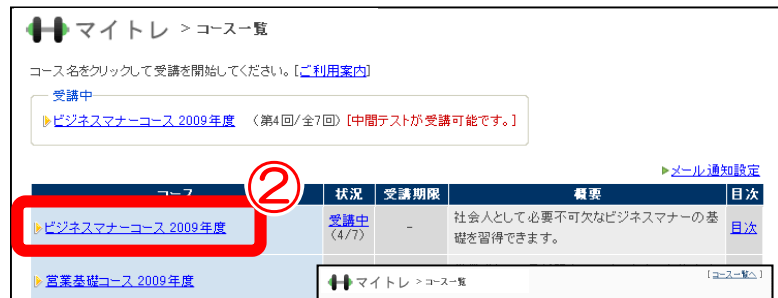 マイトレ > コース一覧
コース名をクリックして受講を開始してください。[ご利用案内]
受講中
ビジネスマナーコース 2009年度 (第4回/全7回) [中間テストが受講可能です。]
メール通知設定
コース 状況 受講期限 概要 目次
②
ビジネスマナーコース 2009年度 受講中 - 社会人として必要不可欠なビジネスマナーの基 目次
(4/7) 礎を習得できます。
営業基礎コース 2009年度
マイトレ > コース一覧 [コース一覧へ]